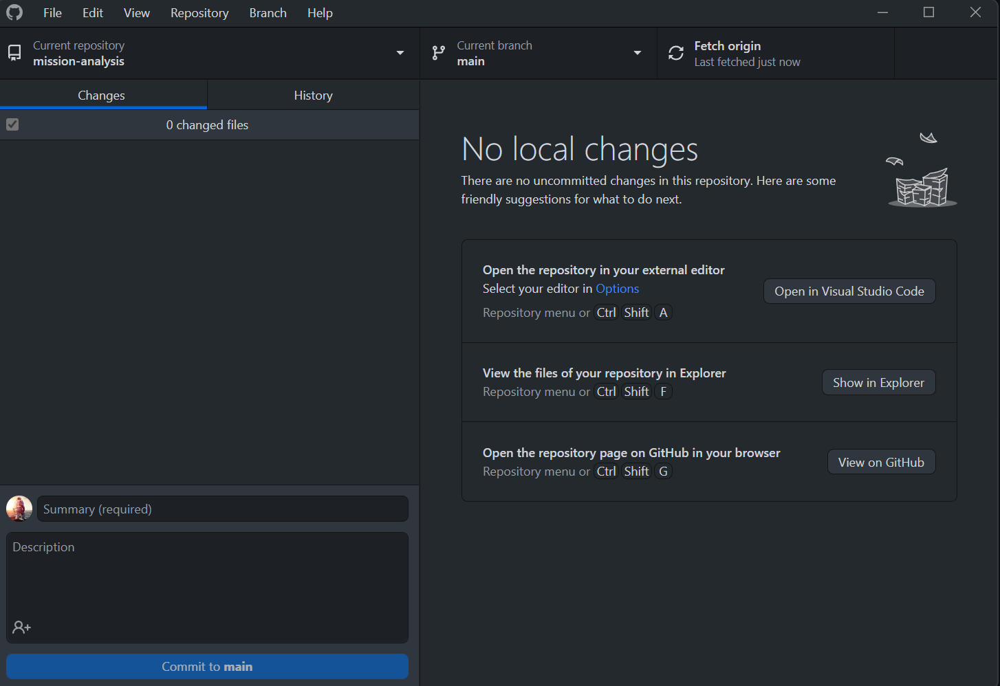 File Edit View Repository Branch Help
Current repository
mission-analysis
Current branch
main
Fetch origin
Last fetched just now
Changes
History
0 changed files
No local changes
There are no uncommitted changes in this repository. Here are some
friendly suggestions for what to do next.
Open the repository in your external editor
Select your editor in Options
Repository menu or Ctrl Shift A
Open in Visual Studio Code
View the files of your repository in Explorer
Repository menu or Ctrl Shift F
Show in Explorer
Open the repository page on GitHub in your browser
Repository menu or Ctrl Shift G
View on GitHub
Summary (required)
Description
Commit to main